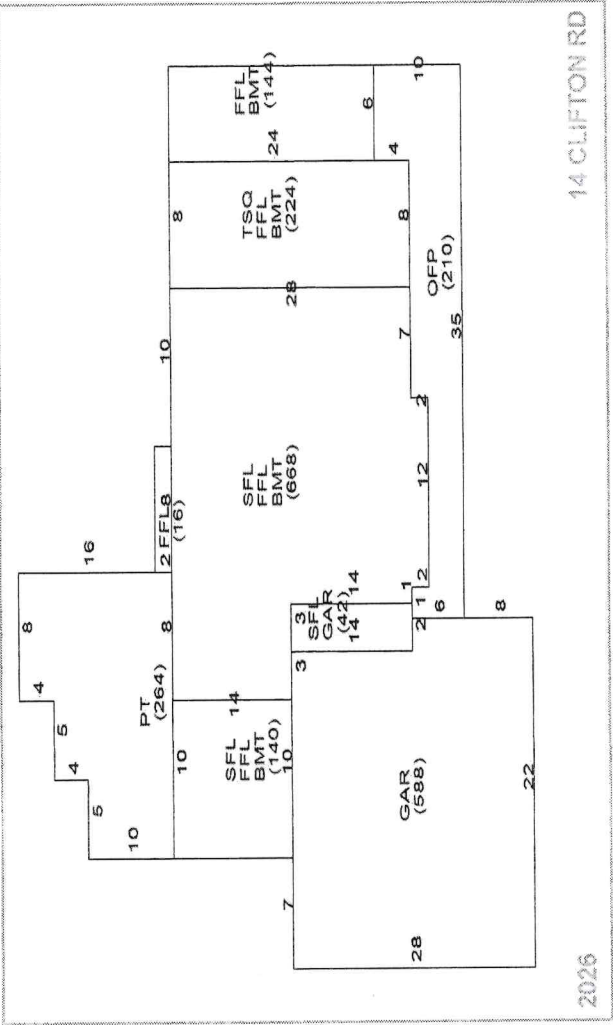 14 CLIFTON RD
2026
FFL
BMT
(144)
24
6
10
4
TSQ
FFL
BMT
(224)
8
8
28
10
7
OFP
(210)
35
2
12
2
1
1
6
8
2
SFL
FFL
BMT
(668)
2 FFL8
(16)
16
8
8
4
5
4
5
10
PT
(264)
10
14
SFL
FFL
BMT
(140)
10
3
SFL
GAR
(42)
14
14
3
7
GAR
(588)
28
22